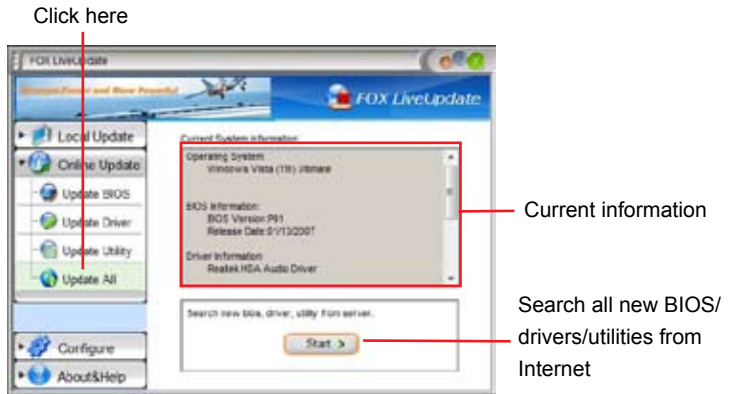 Click here
FOX LiveUpdate
FOX LiveUpdate
Local Update
Current System Information:
Online Update
Operating System
Windows Vista (TM) Ultimate
Update BIOS
BIOS Information:
BIOS Version:P81
Release Date:01/13/2007
Current information
Update Driver
Update Utility
Driver Information
Realtek HDA Audio Driver
Update All
Search new bios, driver, utility from server.
Start >
Search all new BIOS/
drivers/utilities from
Internet
Configure
About&Help